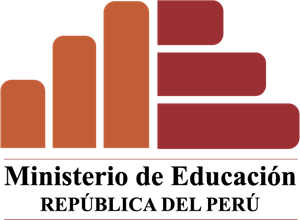 Ministerio de Educación
REPÚBLICA DEL PERÚ